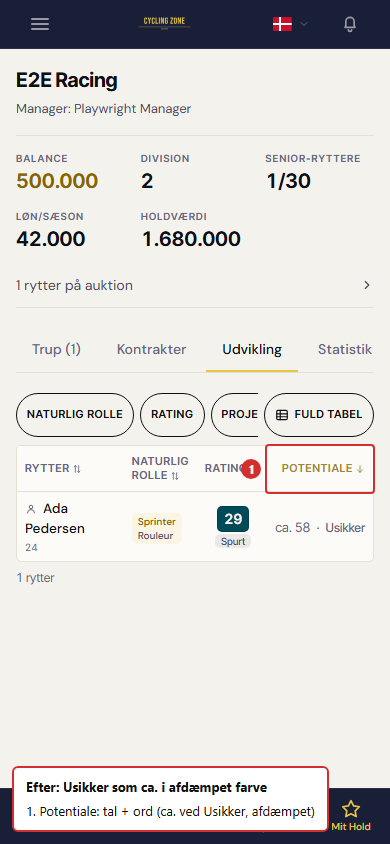 CYCLING ZONE
E2E Racing
Manager: Playwright Manager
BALANCE DIVISION SENIOR-RYTTERE
500.000 2 1/30
LØN/SÆSON HOLDVÆRDI
42.000 1.680.000
1 rytter på auktion
Trup (1) Kontrakter Udvikling Statistik
NATURLIG ROLLE RATING PROJE FULD TABEL
RYTTER ⇅ NATURLIG ROLLE ⇅ RATING 1 POTENTIALE ↓
Ada Pedersen
24
Sprinter
Rouleur
29
Spurt
ca. 58 · Usikker
1 rytter
Efter: Usikker som ca. i afdæmpet farve
1. Potentiale: tal + ord (ca. ved Usikker, afdæmpet)
Mit Hold